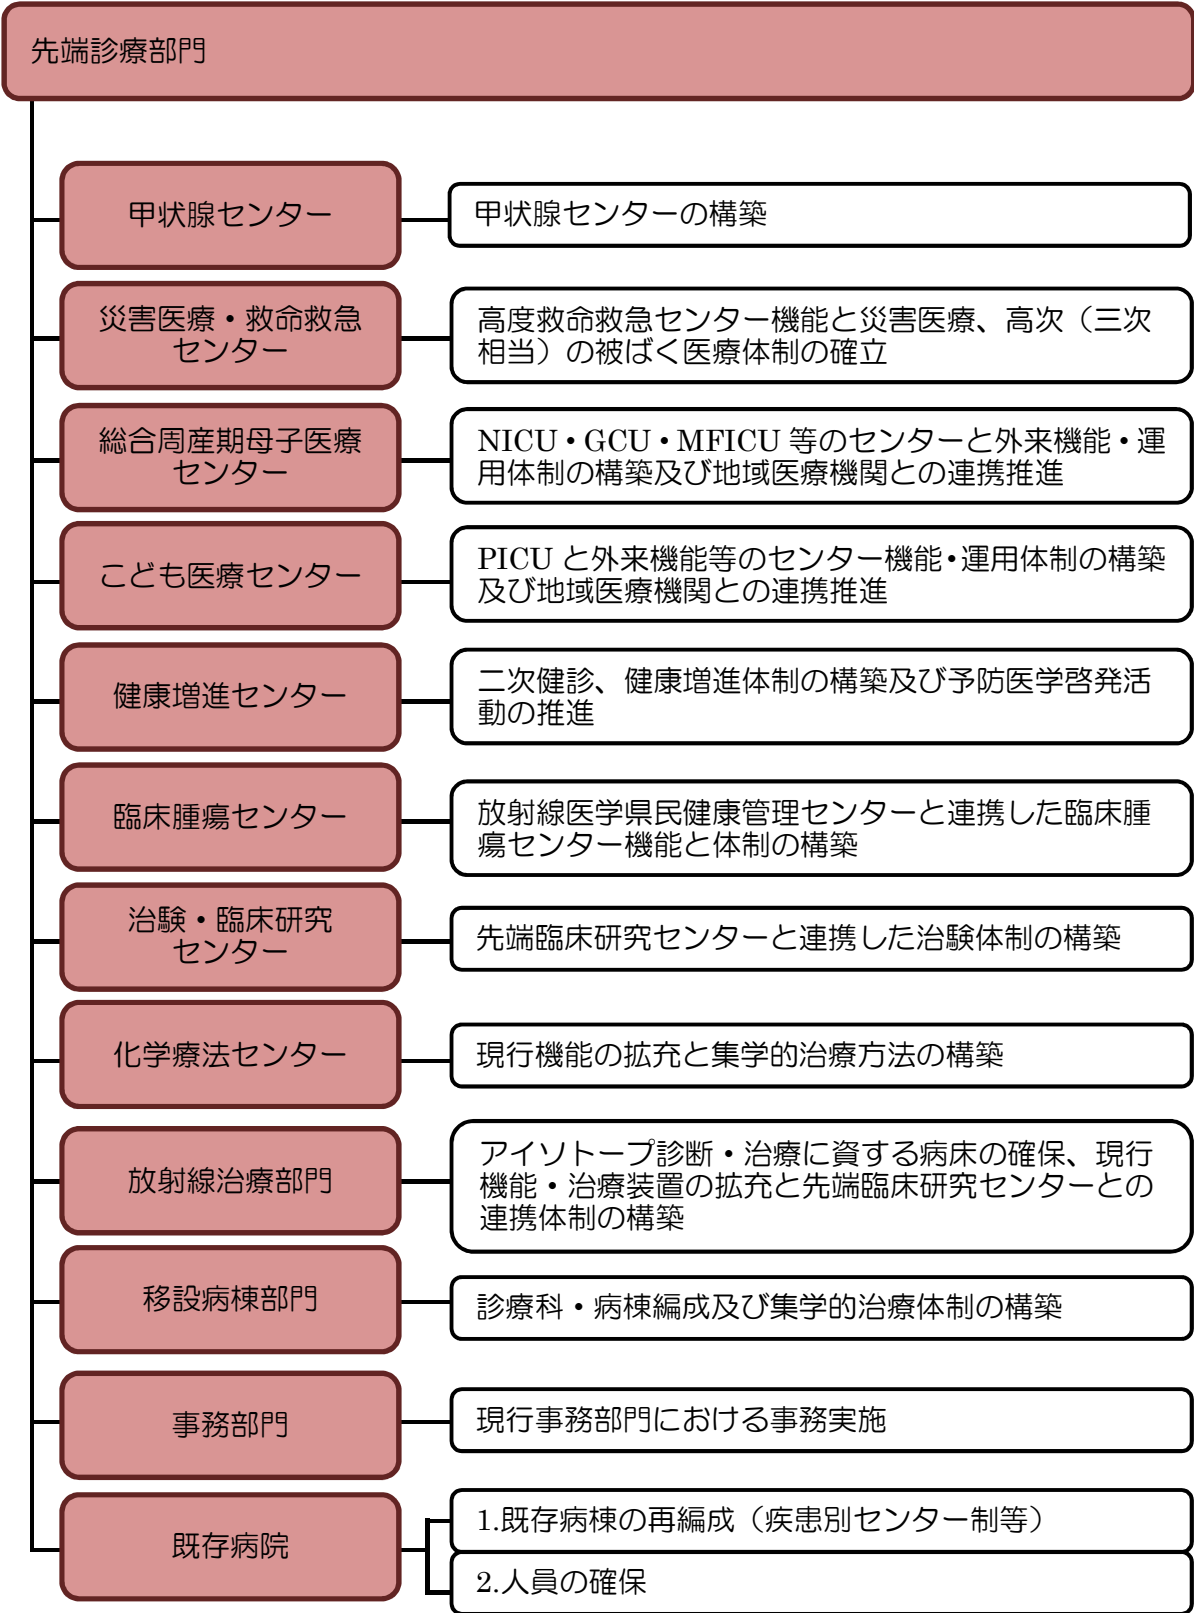 先端診療部門
甲状腺センター
甲状腺センターの構築
災害医療・救命救急
センター
高度救命救急センター機能と災害医療、高次（三次
相当）の被ばく医療体制の確立
総合周産期母子医療
センター
NICU・GCU・MFICU 等のセンターと外来機能・運
用体制の構築及び地域医療機関との連携推進
こども医療センター
PICU と外来機能等のセンター機能・運用体制の構築
及び地域医療機関との連携推進
健康増進センター
二次健診、健康増進体制の構築及び予防医学啓発活
動の推進
臨床腫瘍センター
放射線医学県民健康管理センターと連携した臨床腫
瘍センター機能と体制の構築
治験・臨床研究
センター
先端臨床研究センターと連携した治験体制の構築
化学療法センター
現行機能の拡充と集学的治療方法の構築
放射線治療部門
アイソトープ診断・治療に資する病床の確保、現行
機能・治療装置の拡充と先端臨床研究センターとの
連携体制の構築
移設病棟部門
診療科・病棟編成及び集学的治療体制の構築
事務部門
現行事務部門における事務実施
既存病院
1.既存病棟の再編成（疾患別センター制等）
2.人員の確保